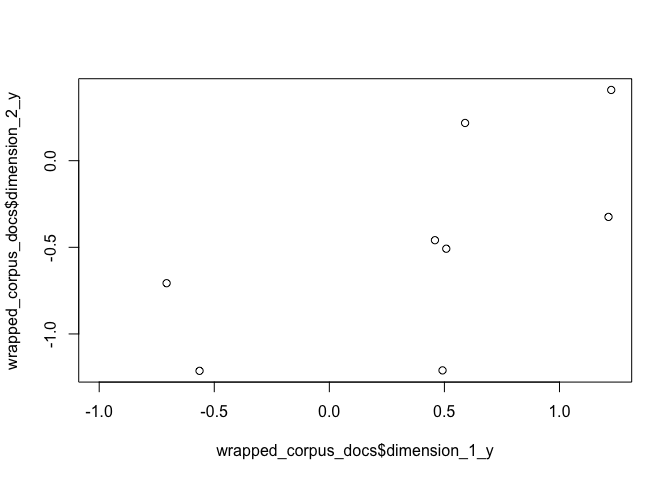 wrapped_corpus_docs$dimension_2_y
0.0
-0.5
-1.0
-1.0 -0.5 0.0 0.5 1.0
wrapped_corpus_docs$dimension_1_y